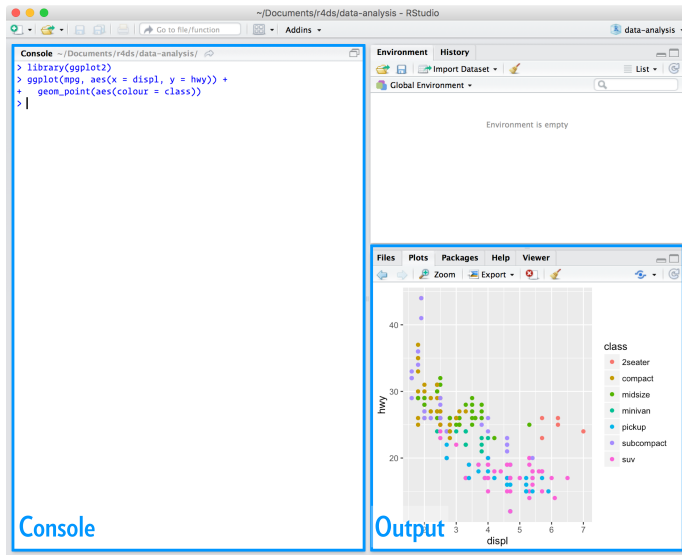 ~/Documents/r4ds/data-analysis - RStudio
Go to file/function
Addins
data-analysis
Console ~/Documents/r4ds/data-analysis/
> library(ggplot2)
> ggplot(mpg, aes(x = displ, y = hwy)) +
+   geom_point(aes(colour = class))
>
Environment History
Import Dataset
List
Global Environment
Environment is empty
Files Plots Packages Help Viewer
Zoom Export
40
30
20
hwy
3 4 5 6 7
displ
class
2seater
compact
midsize
minivan
pickup
subcompact
suv
Console
Output